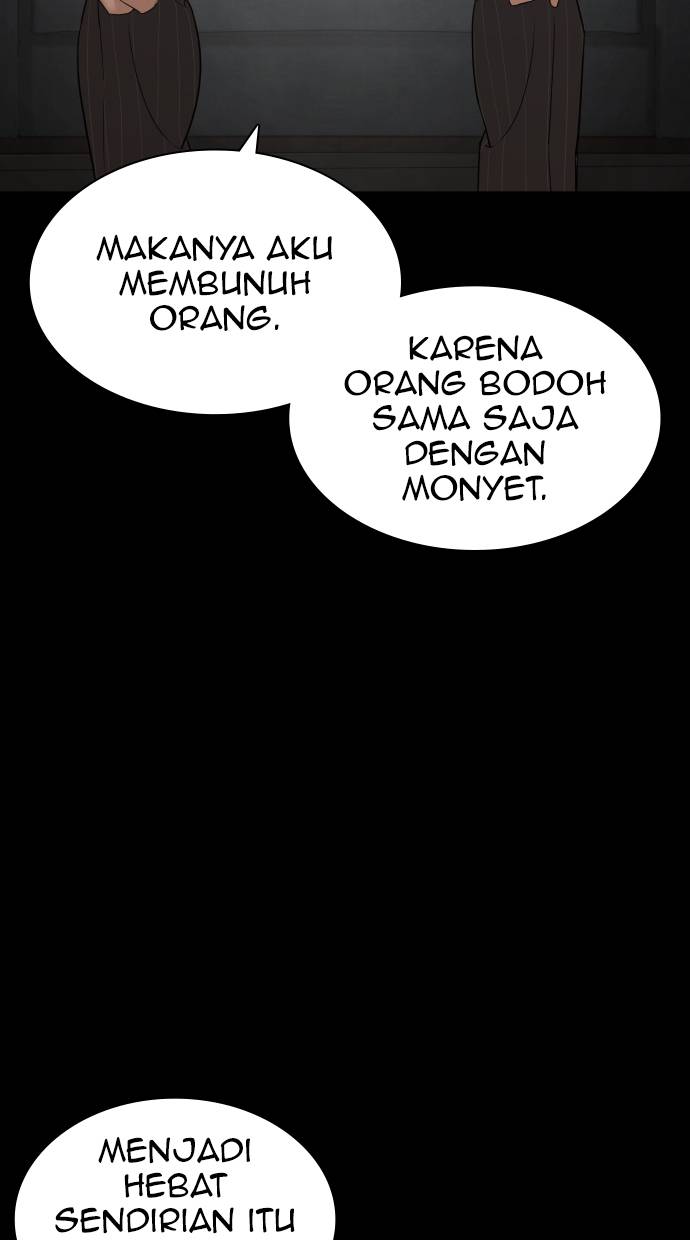 MAKANYA AKU
MEMBUNUH
ORANG.
KARENA
ORANG BODOH
SAMA SAJA
DENGAN
MONYET.
MENJADI
HEBAT
SENDIRIAN ITU